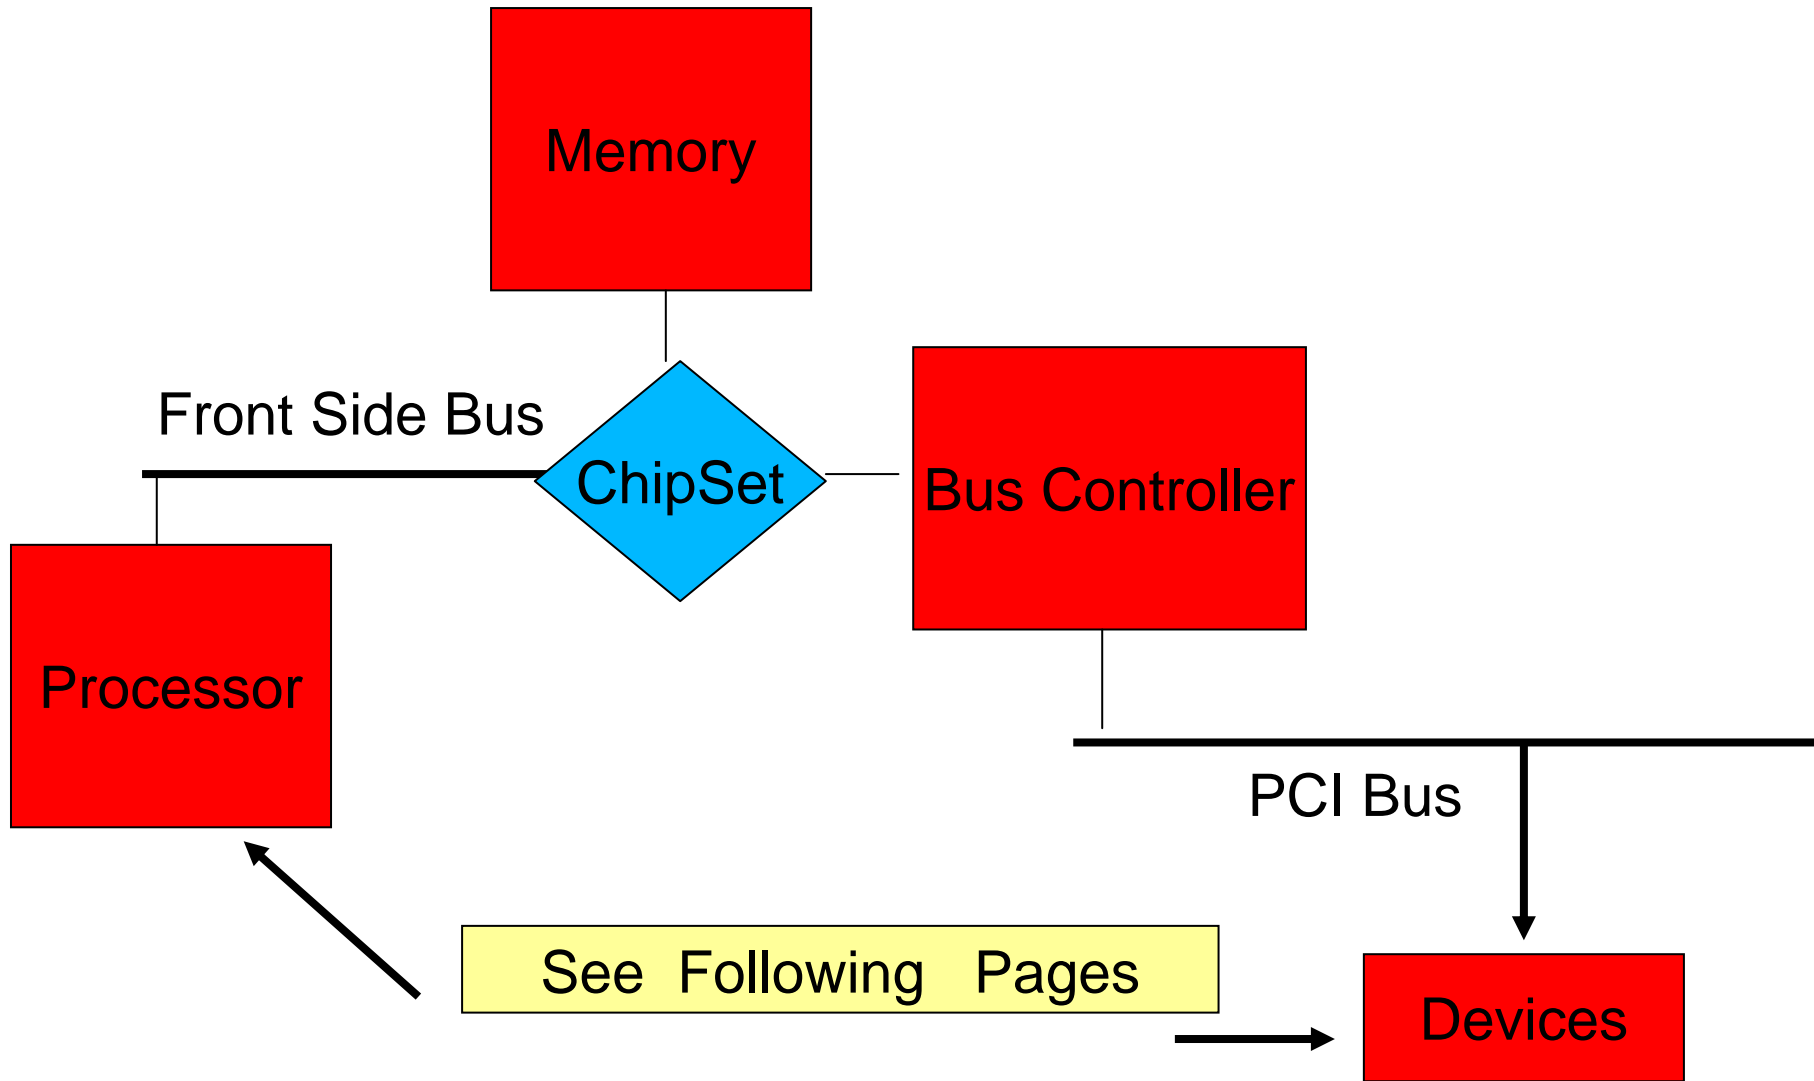 Memory
Front Side Bus
ChipSet
Bus Controller
Processor
PCI Bus
See Following Pages
Devices